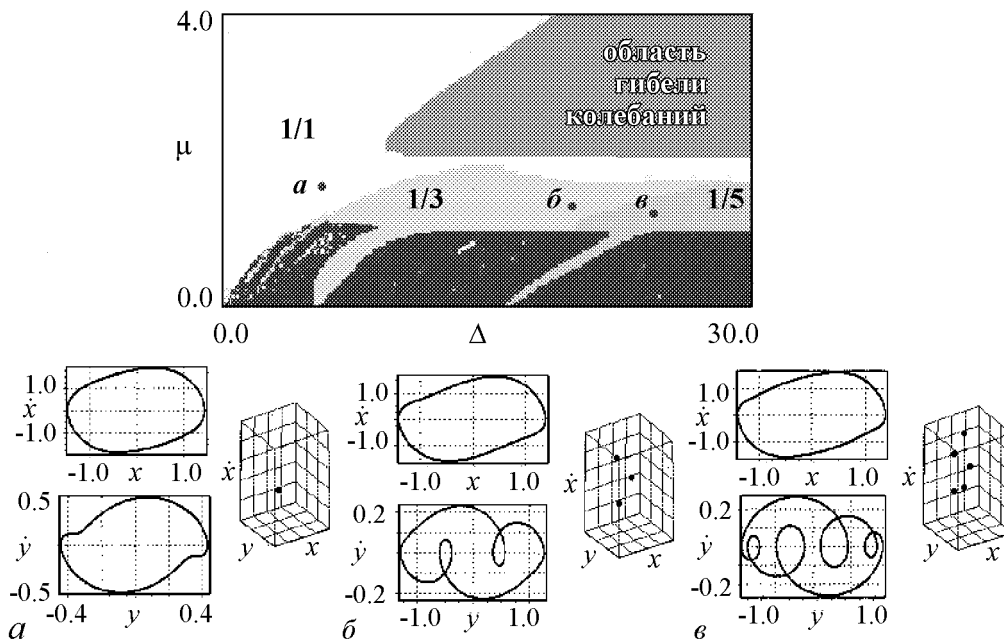 4.0
область
гибели
колебаний
1/1
μ
a
1/3
б
в
1/5
0.0
0.0
Δ
30.0
1.0
ẋ
-1.0
-1.0
x
1.0
ẋ
y
x
0.5
ẏ
-0.5
-0.4
y
0.4
а
1.0
ẋ
-1.0
-1.0
x
1.0
ẋ
y
x
0.2
ẏ
-0.2
-1.0
y
1.0
б
1.0
ẋ
-1.0
-1.0
x
1.0
ẋ
y
x
0.2
ẏ
-0.2
-1.0
y
1.0
в